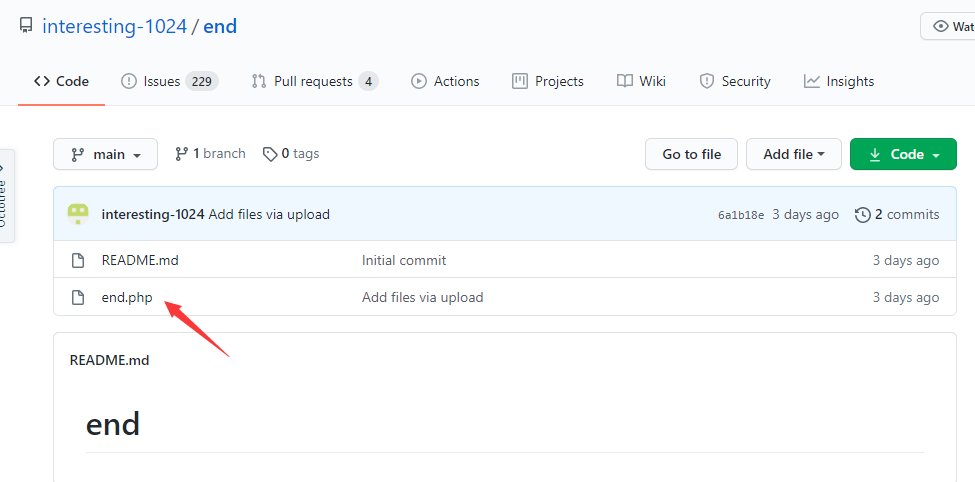 interesting-1024 / end
Wat
Code Issues 229 Pull requests 4 Actions Projects Wiki Security Insights
main 1 branch 0 tags Go to file Add file Code
Octotree
interesting-1024 Add files via upload 6a1b18e 3 days ago 2 commits
README.md Initial commit 3 days ago
end.php Add files via upload 3 days ago
README.md
end